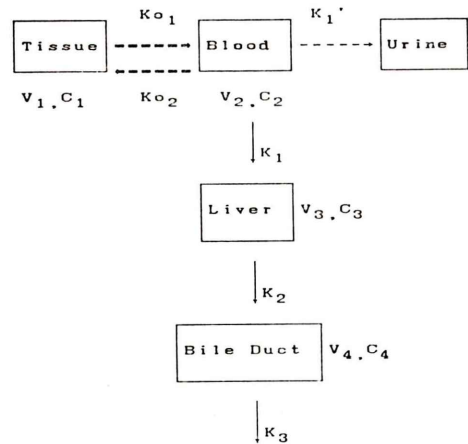 Ko₁ K₁'
Tissue Blood Urine
V₁.C₁ Ko₂ V₂.C₂
K₁
Liver V₃.C₃
K₂
Bile Duct V₄.C₄
K₃